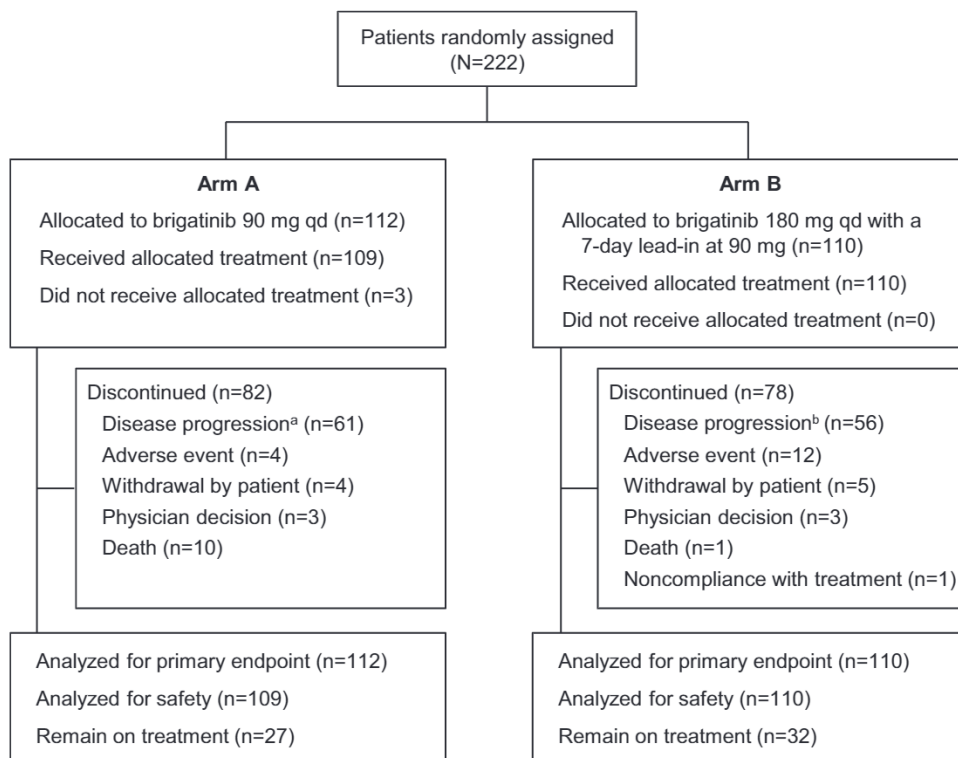 Patients randomly assigned
(N=222)
Arm A
Allocated to brigatinib 90 mg qd (n=112)
Received allocated treatment (n=109)
Did not receive allocated treatment (n=3)
Arm B
Allocated to brigatinib 180 mg qd with a
7-day lead-in at 90 mg (n=110)
Received allocated treatment (n=110)
Did not receive allocated treatment (n=0)
Discontinued (n=82)
Disease progressionᵃ (n=61)
Adverse event (n=4)
Withdrawal by patient (n=4)
Physician decision (n=3)
Death (n=10)
Discontinued (n=78)
Disease progressionᵇ (n=56)
Adverse event (n=12)
Withdrawal by patient (n=5)
Physician decision (n=3)
Death (n=1)
Noncompliance with treatment (n=1)
Analyzed for primary endpoint (n=112)
Analyzed for safety (n=109)
Remain on treatment (n=27)
Analyzed for primary endpoint (n=110)
Analyzed for safety (n=110)
Remain on treatment (n=32)